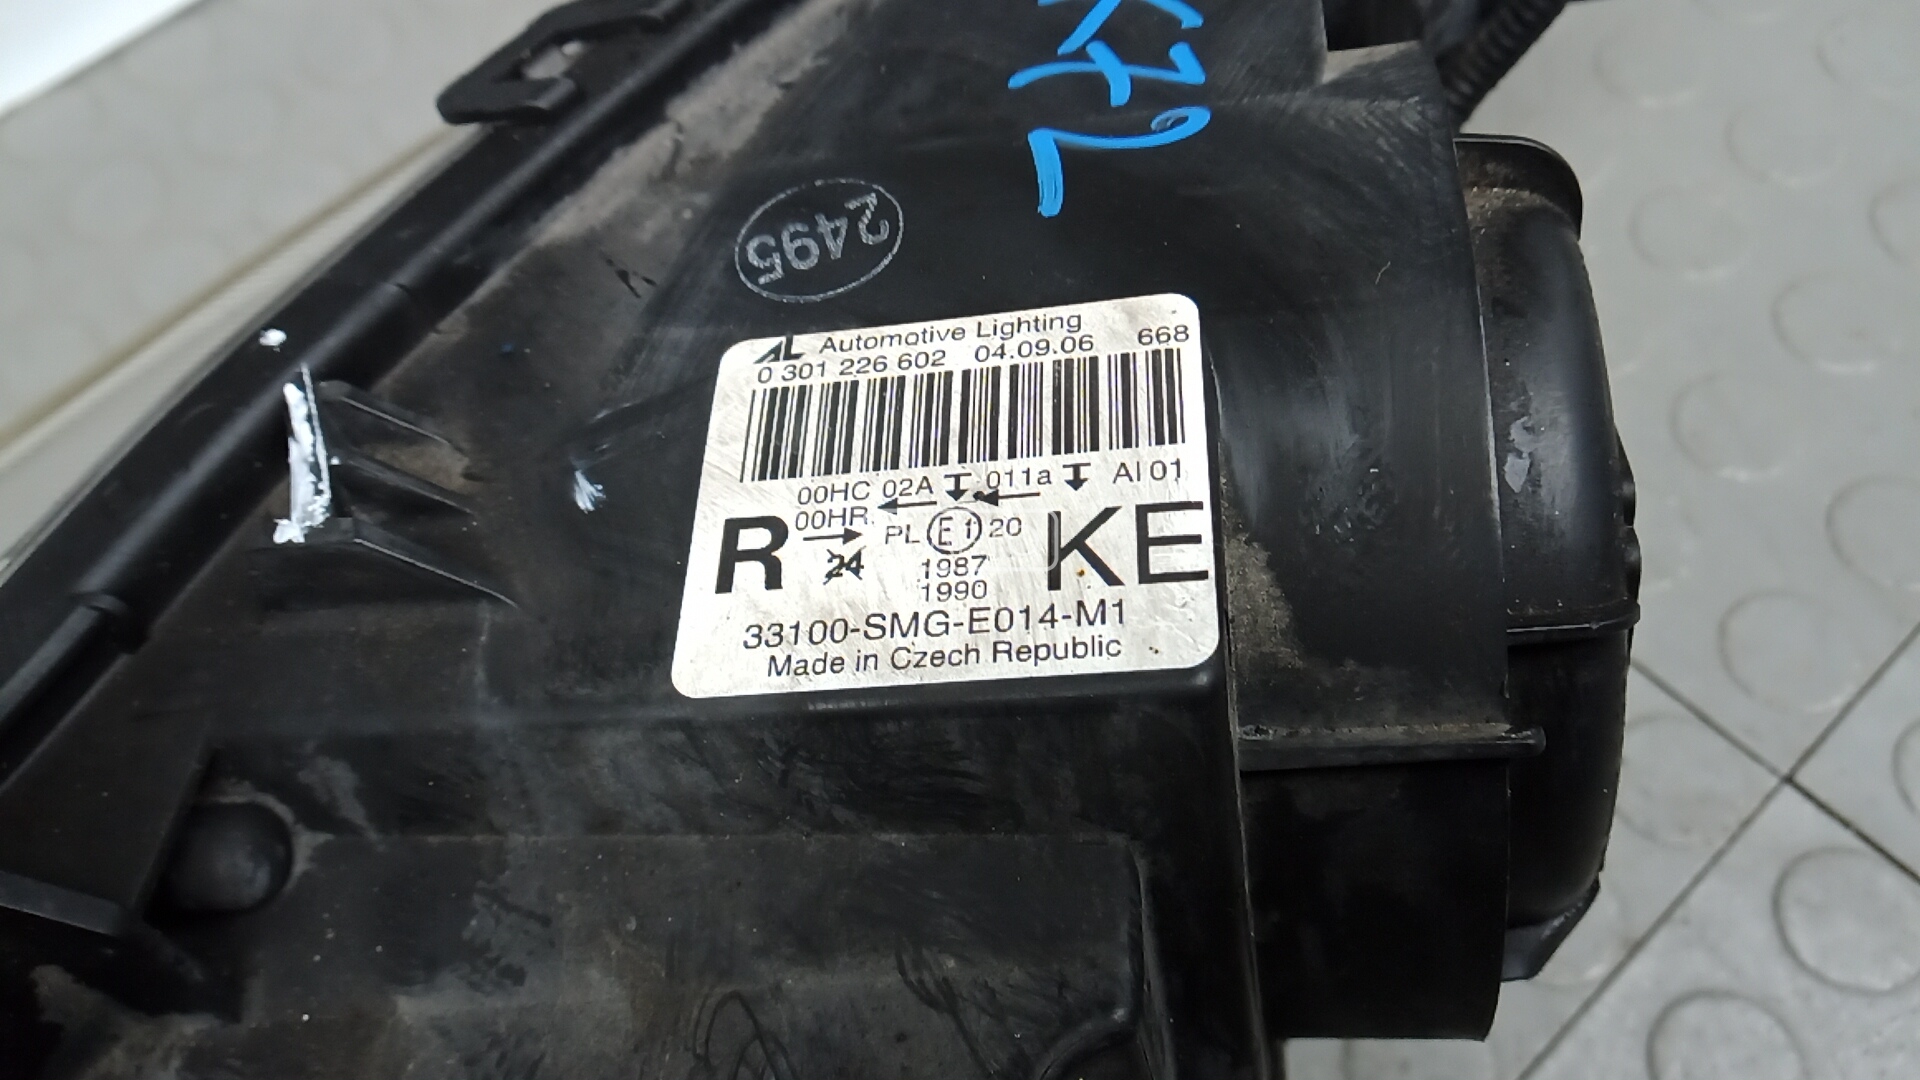 K72
2495
AL Automotive Lighting
0 301 226 602 04.09.06 668
00HC 02A 011a AI 01
00HR PL E1 20
R 24 KE
1987
1990
33100-SMG-E014-M1
Made in Czech Republic